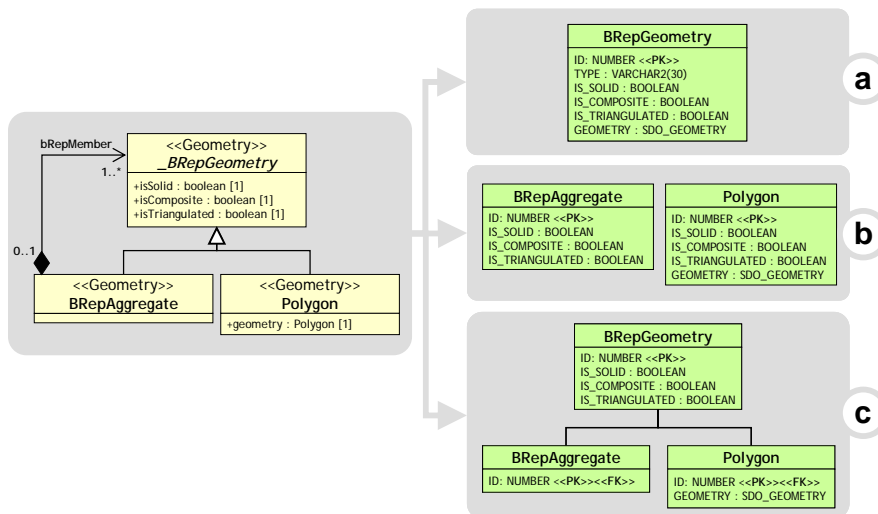 bRepMember
1..*
0..1
<<Geometry>>
_BRepGeometry
+isSolid : boolean [1]
+isComposite : boolean [1]
+isTriangulated : boolean [1]
<<Geometry>>
BRepAggregate
<<Geometry>>
Polygon
+geometry : Polygon [1]
BRepGeometry
ID: NUMBER <<PK>>
TYPE : VARCHAR2(30)
IS_SOLID : BOOLEAN
IS_COMPOSITE : BOOLEAN
IS_TRIANGULATED : BOOLEAN
GEOMETRY : SDO_GEOMETRY
a
BRepAggregate
ID: NUMBER <<PK>>
IS_SOLID : BOOLEAN
IS_COMPOSITE : BOOLEAN
IS_TRIANGULATED : BOOLEAN
Polygon
ID: NUMBER <<PK>>
IS_SOLID : BOOLEAN
IS_COMPOSITE : BOOLEAN
IS_TRIANGULATED : BOOLEAN
GEOMETRY : SDO_GEOMETRY
b
BRepGeometry
ID: NUMBER <<PK>>
IS_SOLID : BOOLEAN
IS_COMPOSITE : BOOLEAN
IS_TRIANGULATED : BOOLEAN
c
BRepAggregate
ID: NUMBER <<PK>><<FK>>
Polygon
ID: NUMBER <<PK>><<FK>>
GEOMETRY : SDO_GEOMETRY